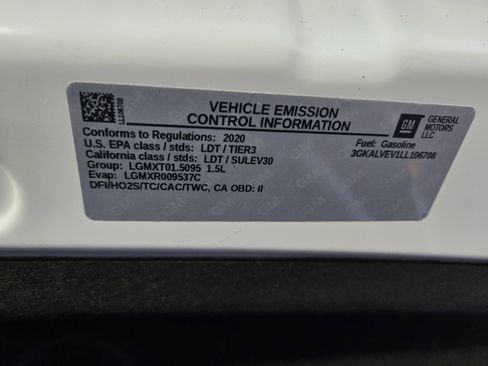 VEHICLE EMISSION
CONTROL INFORMATION
GM
GENERAL
MOTORS
LLC
Conforms to Regulations: 2020
U.S. EPA class / stds: LDT / TIER3
California class / stds: LDT / SULEV30
Group: LGMXT01.5095 1.5L
Evap: LGMXR009537C
DFI/HO2S/TC/CAC/TWC, CA OBD: II
Fuel: Gasoline
3GKALVEV1LL106708
LL106708